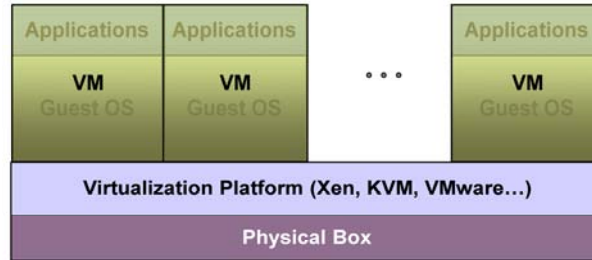 Applications Applications Applications
VM VM ... VM
Guest OS Guest OS Guest OS
Virtualization Platform (Xen, KVM, VMware...)
Physical Box